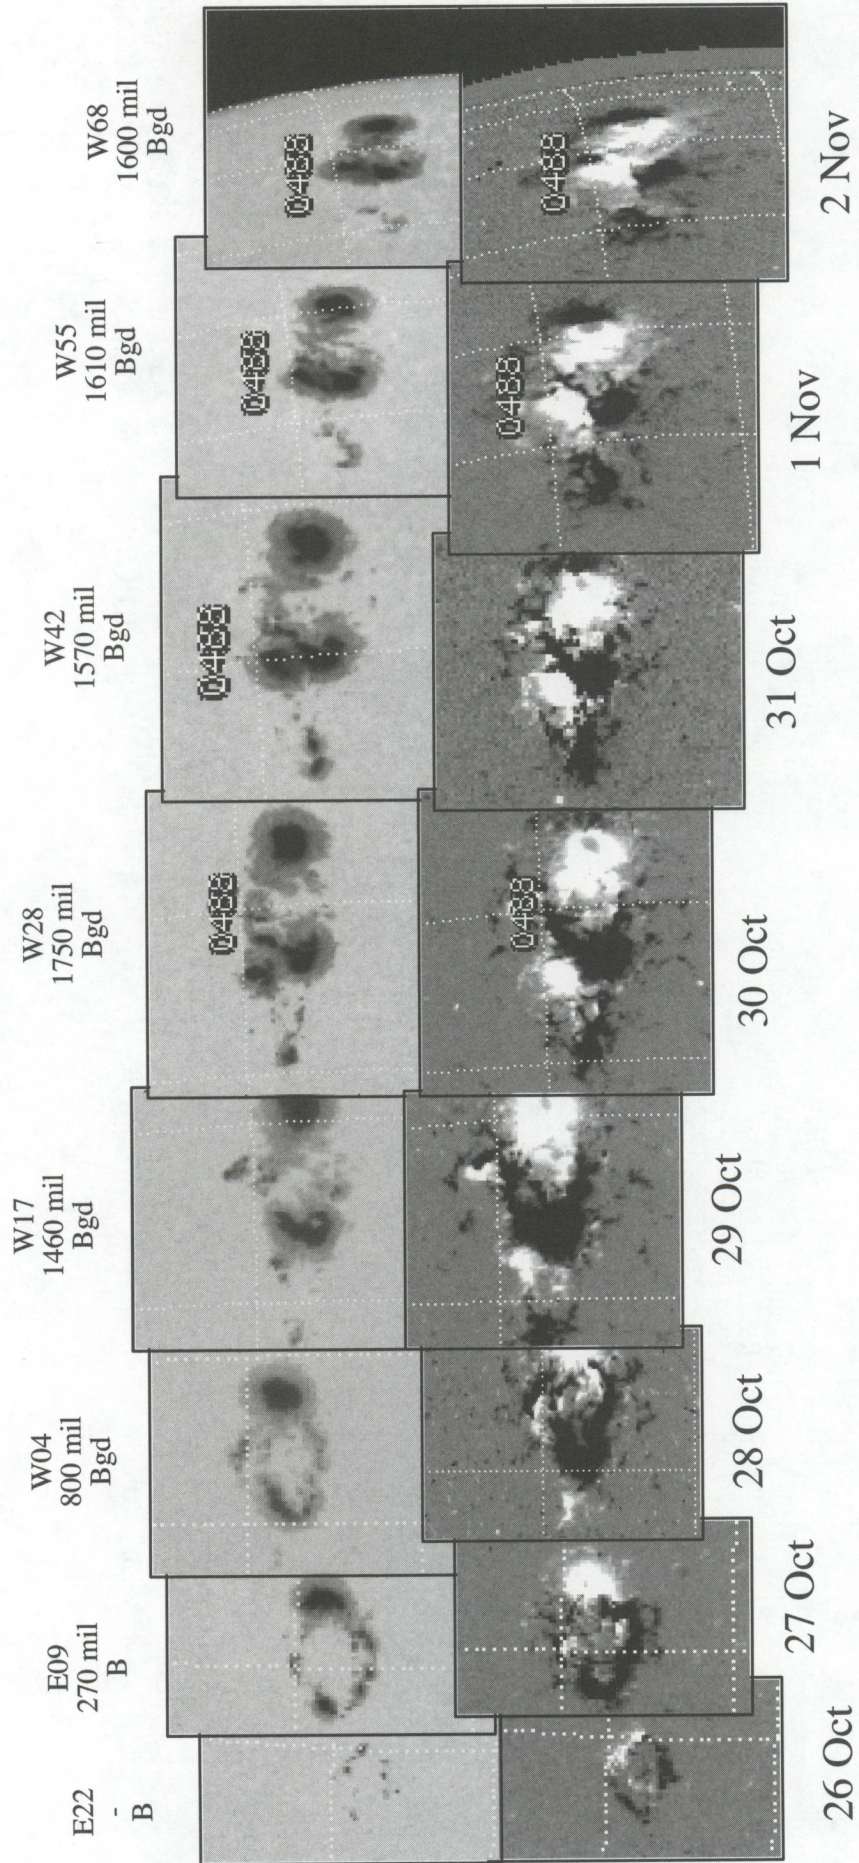 E22
-
B
E09
270 mil
B
W04
800 mil
Bgd
W17
1460 mil
Bgd
W28
1750 mil
Bgd
W42
1570 mil
Bgd
W55
1610 mil
Bgd
W68
1600 mil
Bgd
0488
0488
0488
0488
0488
0488
0488
26 Oct
27 Oct
28 Oct
29 Oct
30 Oct
31 Oct
1 Nov
2 Nov